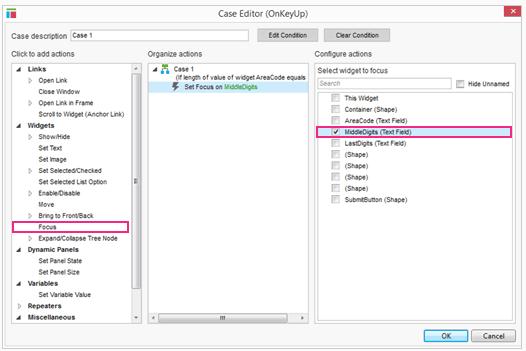 Case Editor (OnKeyUp)
Case description
Case 1
Edit Condition
Clear Condition
Click to add actions
Links
Open Link
Close Window
Open Link in Frame
Scroll to Widget (Anchor Link)
Widgets
Show/Hide
Set Text
Set Image
Set Selected/Checked
Set Selected List Option
Enable/Disable
Move
Bring to Front/Back
Focus
Expand/Collapse Tree Node
Dynamic Panels
Set Panel State
Set Panel Size
Variables
Set Variable Value
Repeaters
Miscellaneous
Organize actions
Case 1
(If length of value of widget AreaCode equals
Set Focus on MiddleDigits
Configure actions
Select widget to focus
Search
Hide Unnamed
This Widget
Container (Shape)
AreaCode (Text Field)
MiddleDigits (Text Field)
LastDigits (Text Field)
(Shape)
(Shape)
(Shape)
(Shape)
SubmitButton (Shape)
OK
Cancel